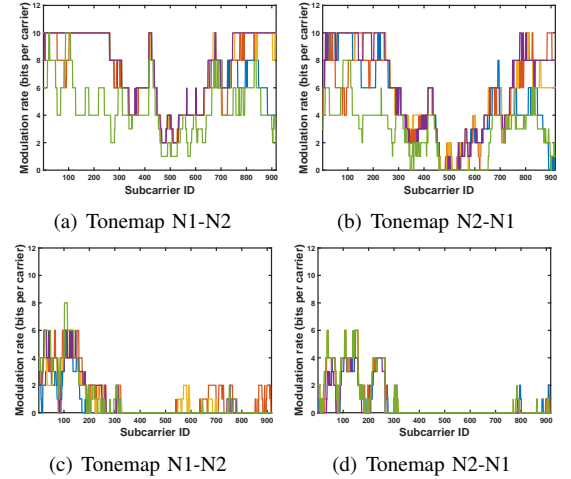 12
10
8
6
4
2
0
Modulation rate (bits per carrier)
100 200 300 400 500 600 700 800 900
Subcarrier ID
(a) Tonemap N1-N2
12
10
8
6
4
2
0
Modulation rate (bits per carrier)
100 200 300 400 500 600 700 800 900
Subcarrier ID
(b) Tonemap N2-N1
12
10
8
6
4
2
0
Modulation rate (bits per carrier)
100 200 300 400 500 600 700 800 900
Subcarrier ID
(c) Tonemap N1-N2
12
10
8
6
4
2
0
Modulation rate (bits per carrier)
100 200 300 400 500 600 700 800 900
Subcarrier ID
(d) Tonemap N2-N1